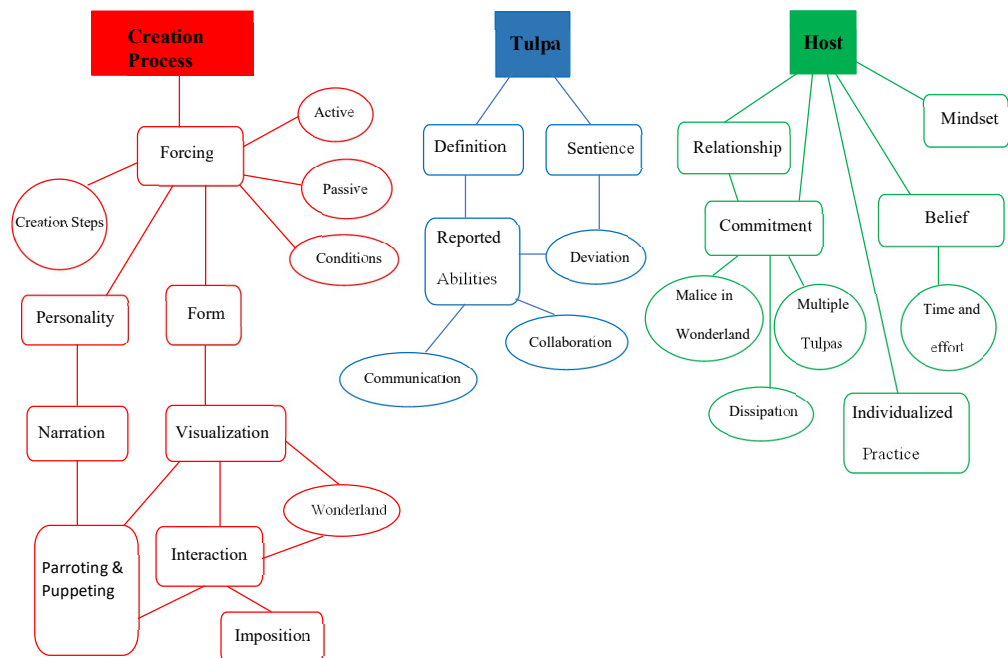 Creation
Process
Tulpa
Host
Active
Mindset
Forcing
Definition
Sentience
Relationship
Passive
Creation Steps
Belief
Commitment
Reported
Abilities
Conditions
Deviation
Personality
Form
Malice in
Wonderland
Multiple
Tulpas
Time and
effort
Collaboration
Communication
Dissipation
Individualized
Practice
Narration
Visualization
Wonderland
Interaction
Parroting &
Puppeting
Imposition